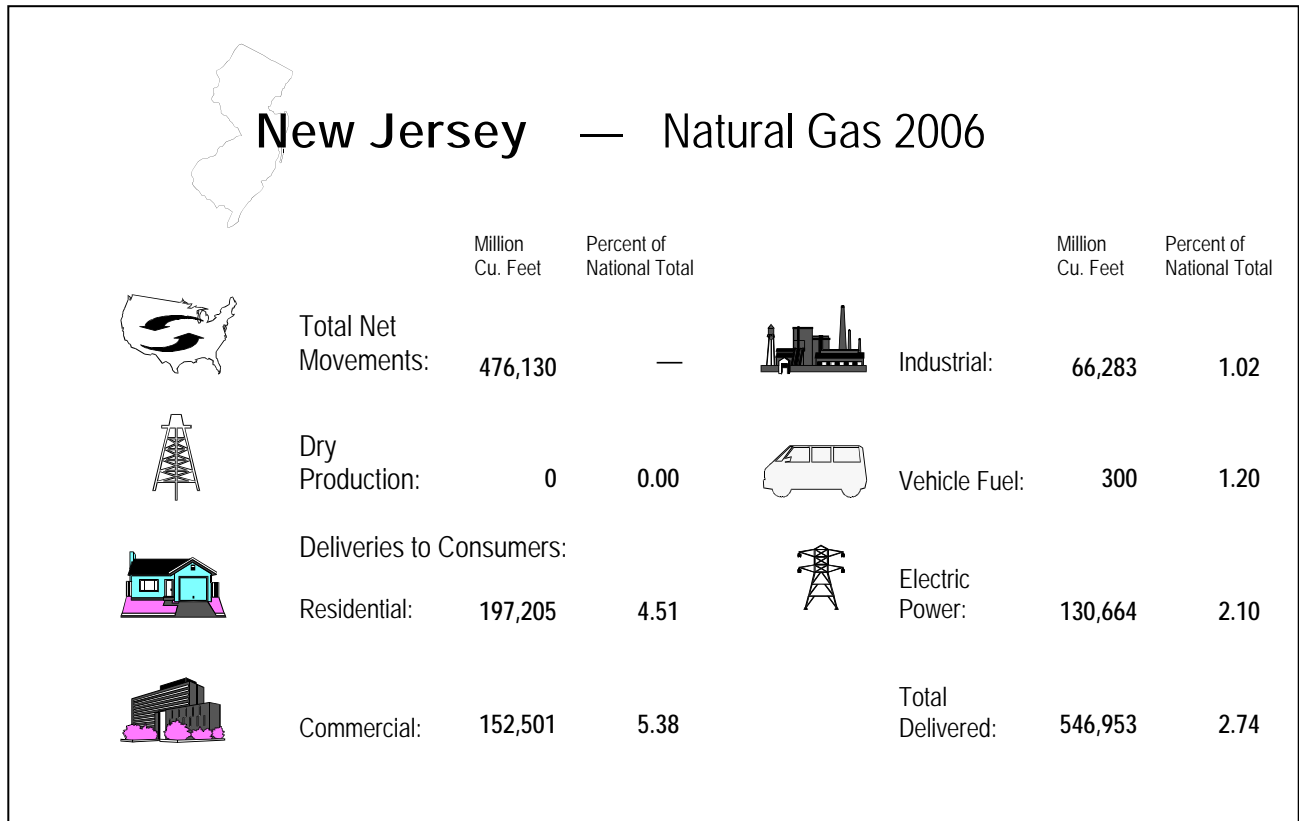 New Jersey — Natural Gas 2006
Million Cu. Feet
Percent of National Total
Million Cu. Feet
Percent of National Total
Total Net Movements: 476,130 —
Industrial: 66,283 1.02
Dry Production: 0 0.00
Vehicle Fuel: 300 1.20
Deliveries to Consumers:
Residential: 197,205 4.51
Electric Power: 130,664 2.10
Commercial: 152,501 5.38
Total Delivered: 546,953 2.74